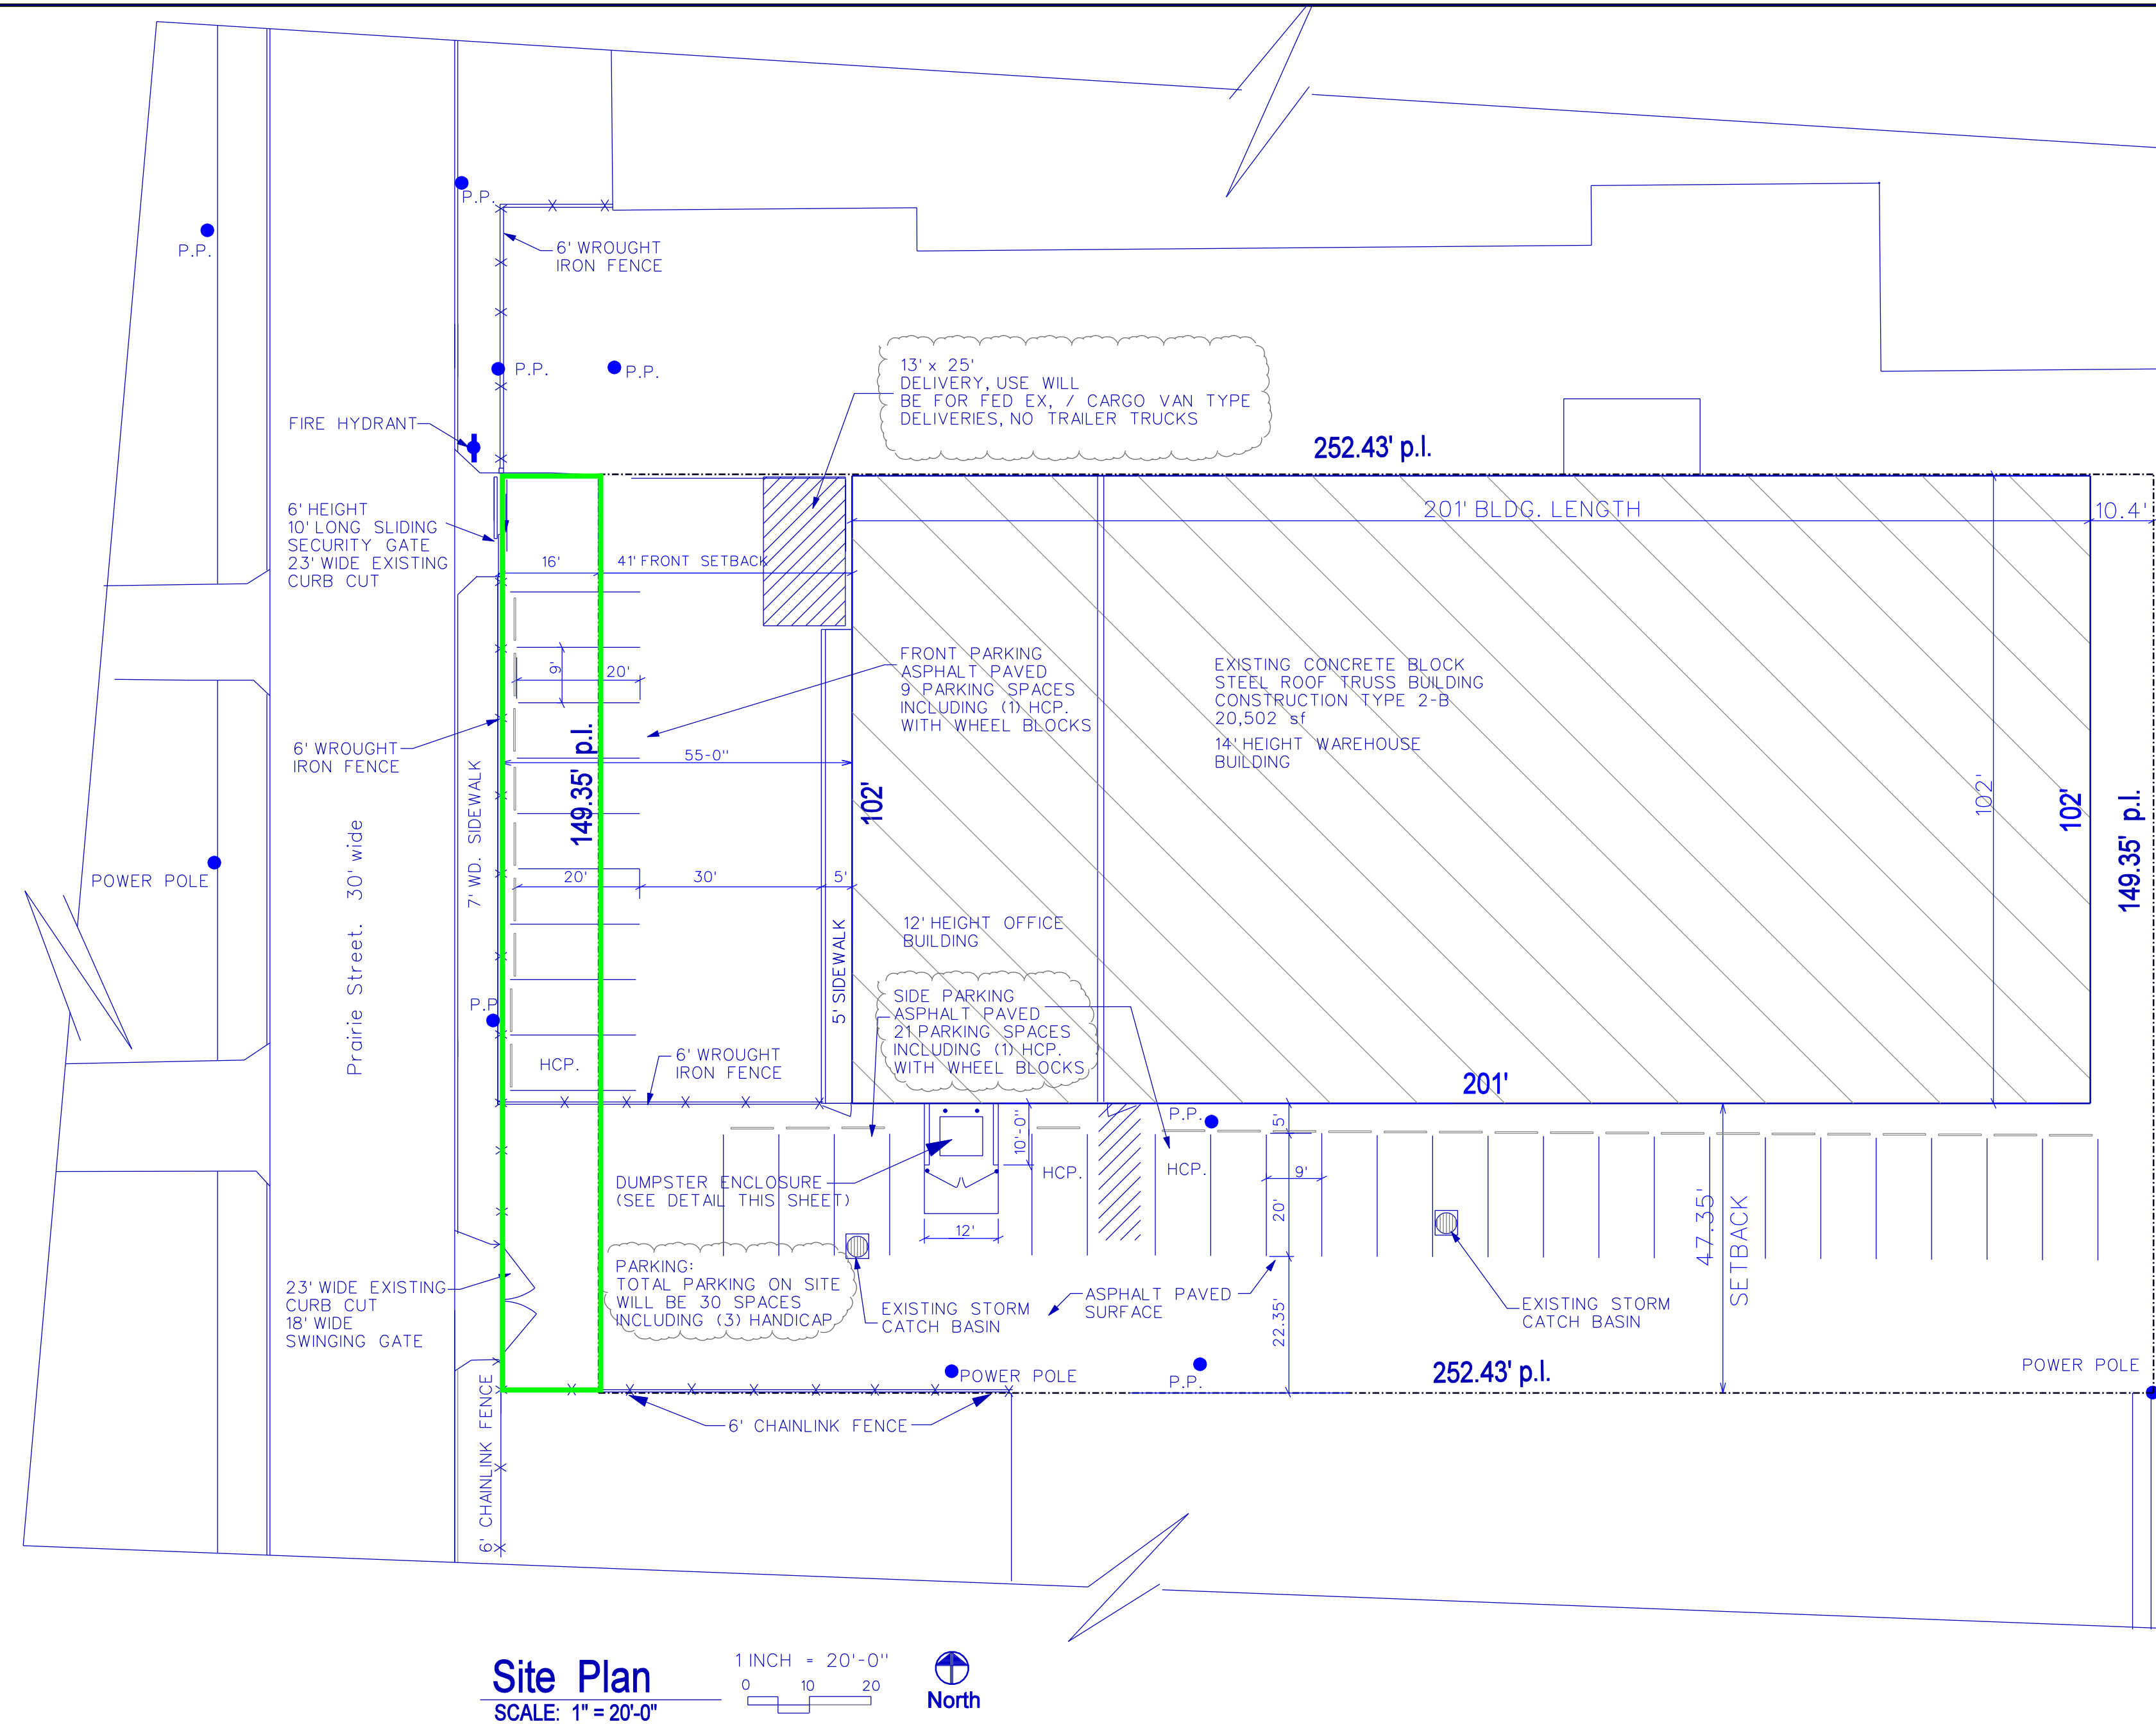 P.P.
P.P.
6' WROUGHT
IRON FENCE
P.P.
P.P.
13' x 25'
DELIVERY, USE WILL
BE FOR FED EX, / CARGO VAN TYPE
DELIVERIES, NO TRAILER TRUCKS
FIRE HYDRANT
252.43' p.l.
6' HEIGHT
10' LONG SLIDING
SECURITY GATE
23' WIDE EXISTING
CURB CUT
201' BLDG. LENGTH
10.4'
16'
41' FRONT SETBACK
9'
20'
FRONT PARKING
ASPHALT PAVED
9 PARKING SPACES
INCLUDING (1) HCP.
WITH WHEEL BLOCKS
EXISTING CONCRETE BLOCK
STEEL ROOF TRUSS BUILDING
CONSTRUCTION TYPE 2-B
20,502 sf
14' HEIGHT WAREHOUSE
BUILDING
6' WROUGHT
IRON FENCE
149.35' p.l.
55-0"
102'
102'
102'
149.35' p.l.
7' WD. SIDEWALK
Prairie Street. 30' wide
POWER POLE
20'
30'
5'
5' SIDEWALK
12' HEIGHT OFFICE
BUILDING
SIDE PARKING
ASPHALT PAVED
21 PARKING SPACES
INCLUDING (1) HCP.
WITH WHEEL BLOCKS
P.P
HCP.
6' WROUGHT
IRON FENCE
201'
P.P.
10'-0"
5'
HCP.
HCP.
9'
20'
DUMPSTER ENCLOSURE
(SEE DETAIL THIS SHEET)
12'
47.35'
SETBACK
PARKING:
TOTAL PARKING ON SITE
WILL BE 30 SPACES
INCLUDING (3) HANDICAP
23' WIDE EXISTING
CURB CUT
18' WIDE
SWINGING GATE
EXISTING STORM
CATCH BASIN
ASPHALT PAVED
SURFACE
22.35'
EXISTING STORM
CATCH BASIN
POWER POLE
P.P.
252.43' p.l.
POWER POLE
6' CHAINLINK FENCE
6' CHAINLINK FENCE
Site Plan
SCALE: 1" = 20'-0"
1 INCH = 20'-0"
0 10 20
North